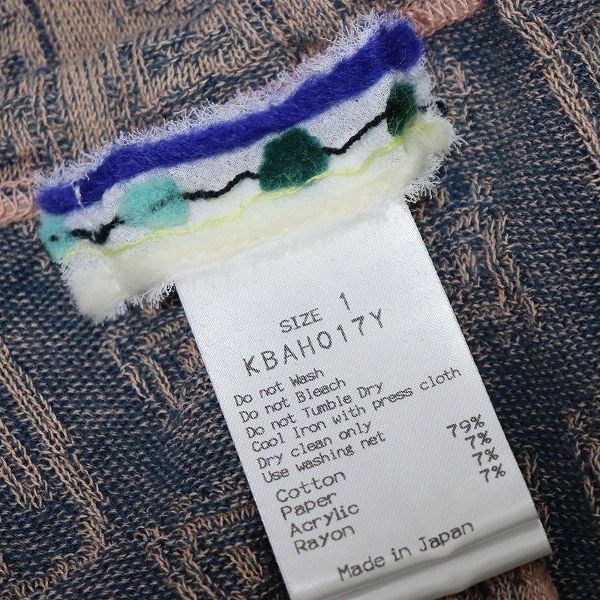 SIZE 1
KBAH017Y
Do not Wash
Do not Bleach
Do not Tumble Dry
Cool Iron with press cloth
Dry clean only
Use washing net
Cotton 79%
Paper 7%
Acrylic 7%
Rayon 7%
Made in Japan